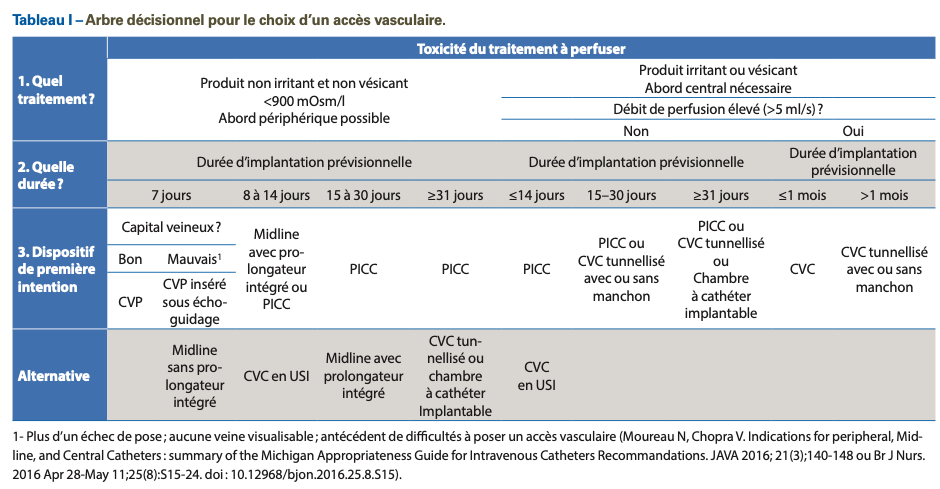 Tableau I – Arbre décisionnel pour le choix d’un accès vasculaire.
Toxicité du traitement à perfuser
1. Quel
traitement ?
Produit non irritant et non vésicant
<900 mOsm/l
Abord périphérique possible
Produit irritant ou vésicant
Abord central nécessaire
Débit de perfusion élevé (>5 ml/s) ?
Non
Oui
2. Quelle
durée ?
Durée d’implantation prévisionnelle
Durée d’implantation prévisionnelle
Durée d’implantation
prévisionnelle
7 jours
8 à 14 jours
15 à 30 jours
≥31 jours
≤14 jours
15–30 jours
≥31 jours
≤1 mois
>1 mois
3. Dispositif
de première
intention
Capital veineux ?
Bon
Mauvais¹
CVP
CVP inséré
sous écho-
guidage
Midline
avec pro-
longateur
intégré ou
PICC
PICC
PICC
PICC
PICC ou
CVC tunnellisé
avec ou sans
manchon
PICC ou
CVC tunnellisé
ou
Chambre
à cathéter
implantable
CVC
CVC tunnellisé
avec ou sans
manchon
Alternative
Midline
sans pro-
longateur
intégré
CVC en USI
Midline avec
prolongateur
intégré
CVC tun-
nellisé ou
chambre
à cathéter
Implantable
CVC
en USI
1- Plus d’un échec de pose ; aucune veine visualisable ; antécédent de difficultés à poser un accès vasculaire (Moureau N, Chopra V. Indications for peripheral, Mid-
line, and Central Catheters : summary of the Michigan Appropriateness Guide for Intravenous Catheters Recommandations. JAVA 2016; 21(3);140-148 ou Br J Nurs.
2016 Apr 28-May 11;25(8):S15-24. doi : 10.12968/bjon.2016.25.8.S15).